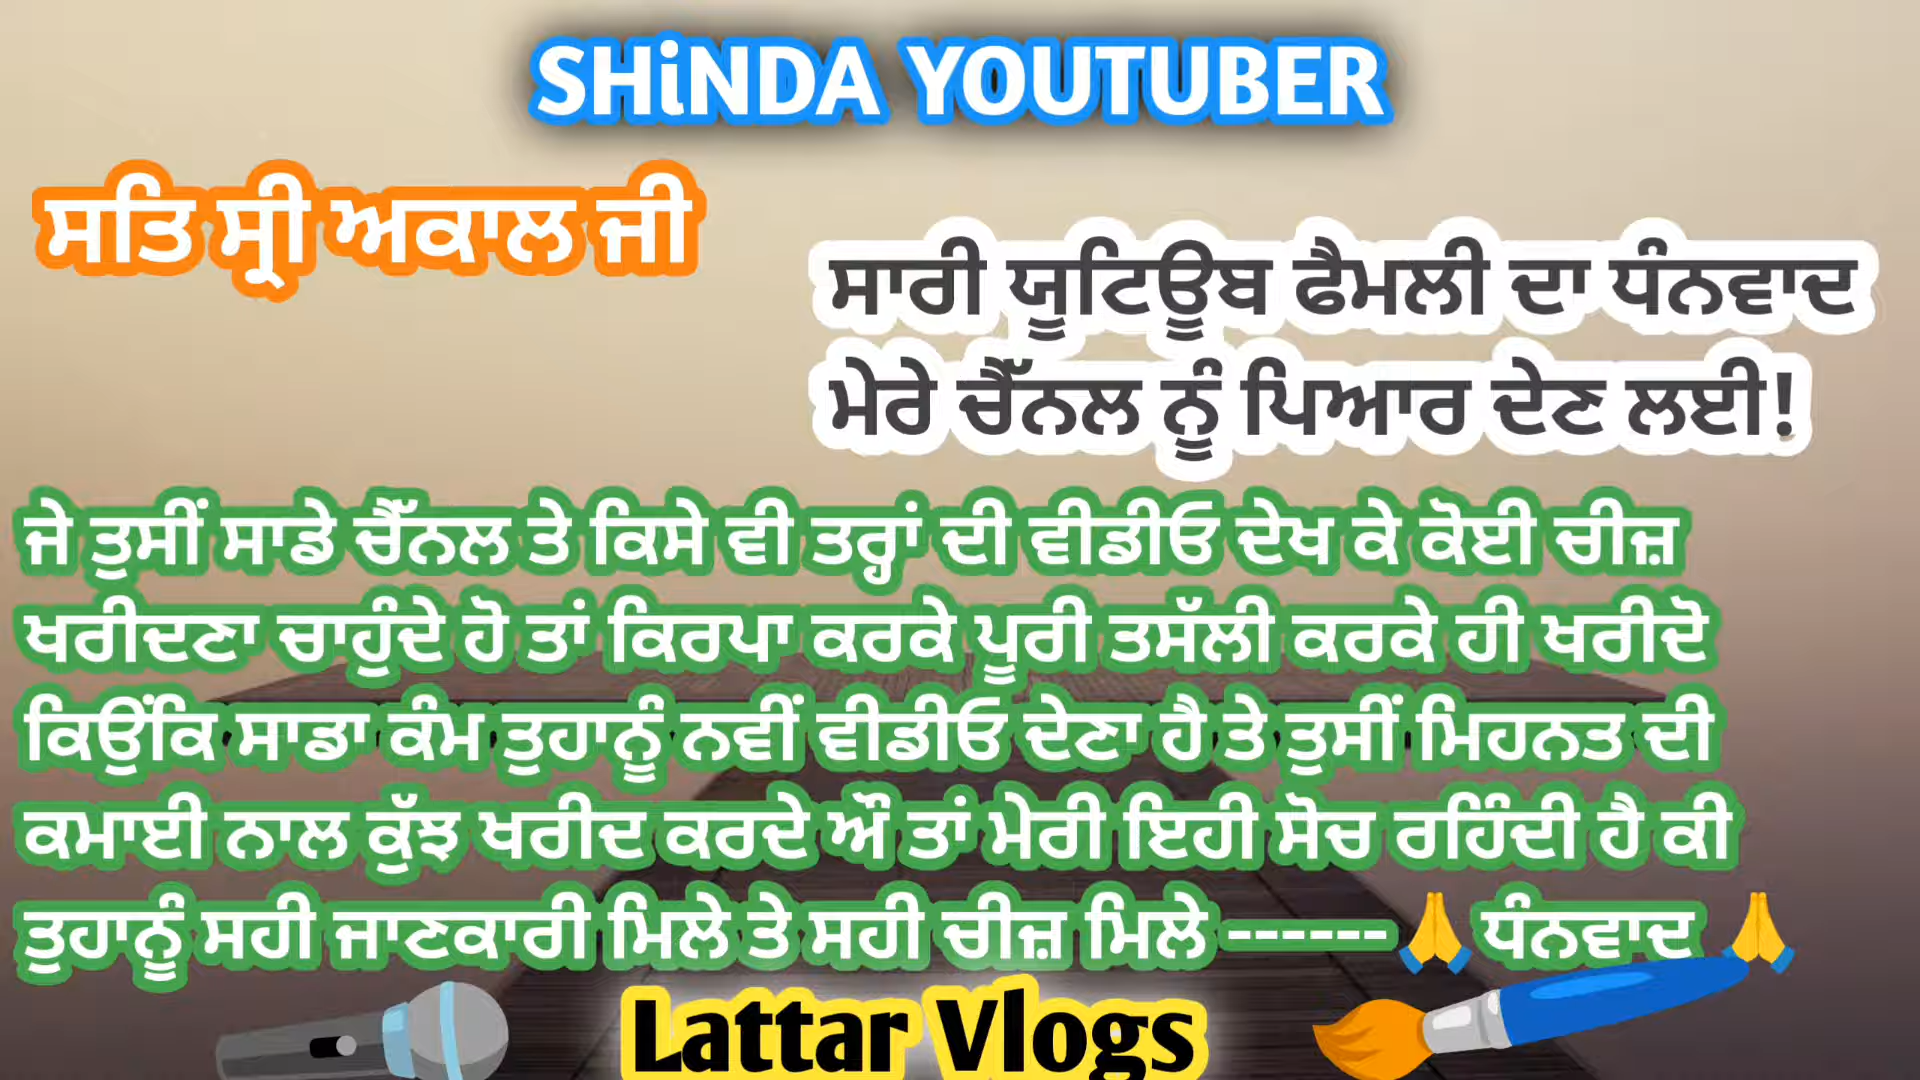 SHiNDA YOUTUBER
ਸਤਿ ਸ੍ਰੀ ਅਕਾਲ ਜੀ
ਸਾਰੀ ਯੂਟਿਊਬ ਫੈਮਲੀ ਦਾ ਧੰਨਵਾਦ
ਮੇਰੇ ਚੈੱਨਲ ਨੂੰ ਪਿਆਰ ਦੇਣ ਲਈ!
ਜੇ ਤੁਸੀਂ ਸਾਡੇ ਚੈੱਨਲ ਤੇ ਕਿਸੇ ਵੀ ਤਰ੍ਹਾਂ ਦੀ ਵੀਡੀਓ ਦੇਖ ਕੇ ਕੋਈ ਚੀਜ਼
ਖਰੀਦਣਾ ਚਾਹੁੰਦੇ ਹੋ ਤਾਂ ਕਿਰਪਾ ਕਰਕੇ ਪੂਰੀ ਤਸੱਲੀ ਕਰਕੇ ਹੀ ਖਰੀਦੋ
ਕਿਉਂਕਿ ਸਾਡਾ ਕੰਮ ਤੁਹਾਨੂੰ ਨਵੀਂ ਵੀਡੀਓ ਦੇਣਾ ਹੈ ਤੇ ਤੁਸੀਂ ਮਿਹਨਤ ਦੀ
ਕਮਾਈ ਨਾਲ ਕੁੱਝ ਖਰੀਦ ਕਰਦੇ ਔ ਤਾਂ ਮੇਰੀ ਇਹੀ ਸੋਚ ਰਹਿੰਦੀ ਹੈ ਕੀ
ਤੁਹਾਨੂੰ ਸਹੀ ਜਾਣਕਾਰੀ ਮਿਲੇ ਤੇ ਸਹੀ ਚੀਜ਼ ਮਿਲੇ ------🙏 ਧੰਨਵਾਦ 🙏
Lattar Vlogs